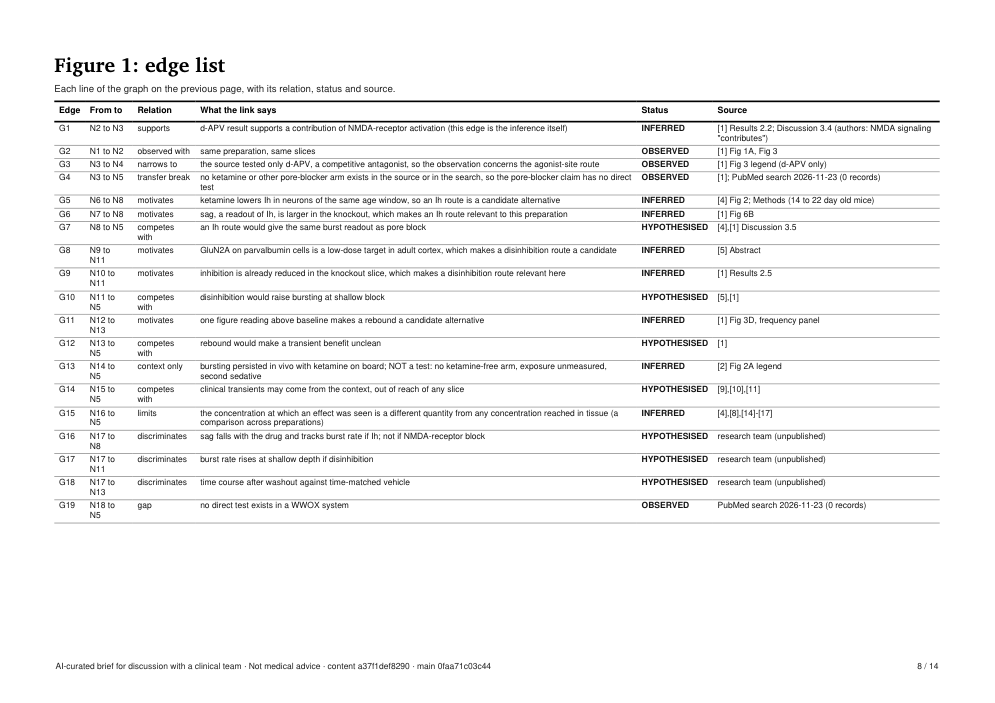 Figure 1: edge list
Each line of the graph on the previous page, with its relation, status and source.
Edge From to Relation What the link says Status Source
G1 N2 to N3 supports d-APV result supports a contribution of NMDA-receptor activation (this edge is the inference itself) INFERRED [1] Results 2.2; Discussion 3.4 (authors: NMDA signaling
"contributes")
G2 N1 to N2 observed with same preparation, same slices OBSERVED [1] Fig 1A, Fig 3
G3 N3 to N4 narrows to the source tested only d-APV, a competitive antagonist, so the observation concerns the agonist-site route OBSERVED [1] Fig 3 legend (d-APV only)
G4 N3 to N5 transfer break no ketamine or other pore-blocker arm exists in the source or in the search, so the pore-blocker claim has no direct OBSERVED [1]; PubMed search 2026-11-23 (0 records)
test
G5 N6 to N8 motivates ketamine lowers Ih in neurons of the same age window, so an Ih route is a candidate alternative INFERRED [4] Fig 2; Methods (14 to 22 day old mice)
G6 N7 to N8 motivates sag, a readout of Ih, is larger in the knockout, which makes an Ih route relevant to this preparation INFERRED [1] Fig 6B
G7 N8 to N5 competes an Ih route would give the same burst readout as pore block HYPOTHESISED [4],[1] Discussion 3.5
with
G8 N9 to motivates GluN2A on parvalbumin cells is a low-dose target in adult cortex, which makes a disinhibition route a candidate INFERRED [5] Abstract
N11
G9 N10 to motivates inhibition is already reduced in the knockout slice, which makes a disinhibition route relevant here INFERRED [1] Results 2.5
N11
G10 N11 to competes disinhibition would raise bursting at shallow block HYPOTHESISED [5],[1]
N5 with
G11 N12 to motivates one figure reading above baseline makes a rebound a candidate alternative INFERRED [1] Fig 3D, frequency panel
N13
G12 N13 to competes rebound would make a transient benefit unclean HYPOTHESISED [1]
N5 with
G13 N14 to context only bursting persisted in vivo with ketamine on board; NOT a test: no ketamine-free arm, exposure unmeasured, INFERRED [2] Fig 2A legend
N5 second sedative
G14 N15 to competes clinical transients may come from the context, out of reach of any slice HYPOTHESISED [9],[10],[11]
N5 with
G15 N16 to limits the concentration at which an effect was seen is a different quantity from any concentration reached in tissue (a INFERRED [4],[8],[14]-[17]
N5 comparison across preparations)
G16 N17 to discriminates sag falls with the drug and tracks burst rate if Ih; not if NMDA-receptor block HYPOTHESISED research team (unpublished)
N8
G17 N17 to discriminates burst rate rises at shallow depth if disinhibition HYPOTHESISED research team (unpublished)
N11
G18 N17 to discriminates time course after washout against time-matched vehicle HYPOTHESISED research team (unpublished)
N13
G19 N18 to gap no direct test exists in a WWOX system OBSERVED PubMed search 2026-11-23 (0 records)
N5
AI-curated brief for discussion with a clinical team · Not medical advice · content a37f1def8290 · main 0faa71c03c44 8 / 14